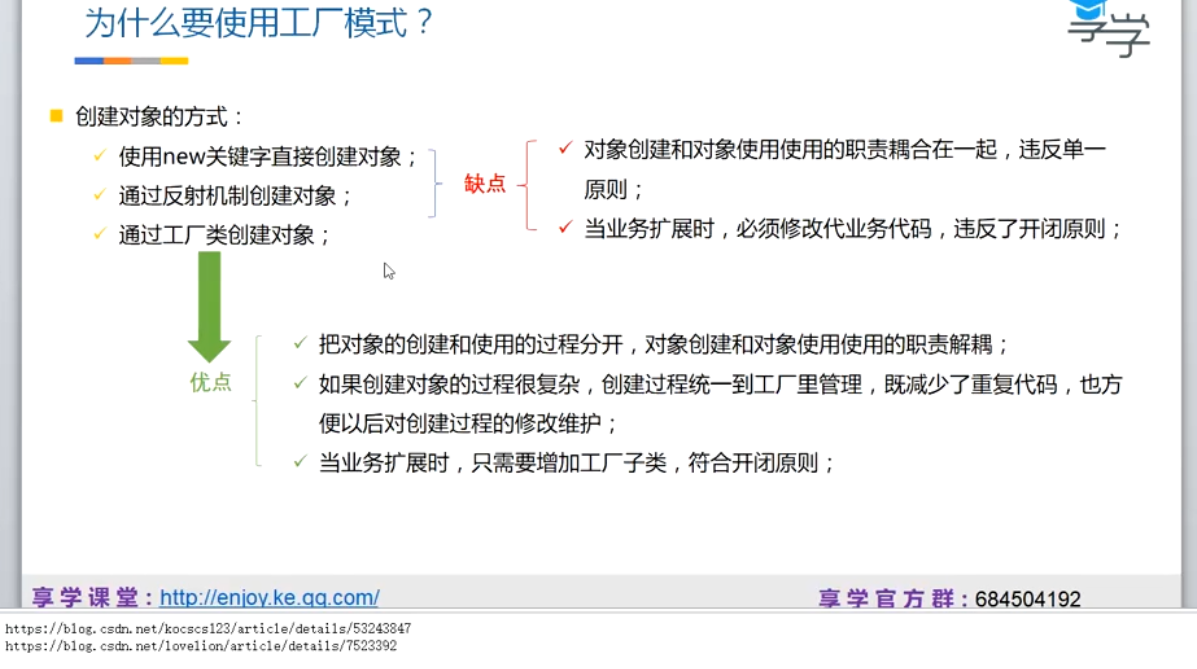 为什么要使用工厂模式？
享学
创建对象的方式：
使用new关键字直接创建对象；
通过反射机制创建对象；
通过工厂类创建对象；
缺点
对象创建和对象使用使用的职责耦合在一起，违反单一
原则；
当业务扩展时，必须修改代业务代码，违反了开闭原则；
优点
把对象的创建和使用的过程分开，对象创建和对象使用使用的职责解耦；
如果创建对象的过程很复杂，创建过程统一到工厂里管理，既减少了重复代码，也方
便以后对创建过程的修改维护；
当业务扩展时，只需要增加工厂子类，符合开闭原则；
享学课堂：http://enjoy.ke.qq.com/
享学官方群：684504192
https://blog.csdn.net/kocscs123/article/details/53243847
https://blog.csdn.net/lovelion/article/details/7523392